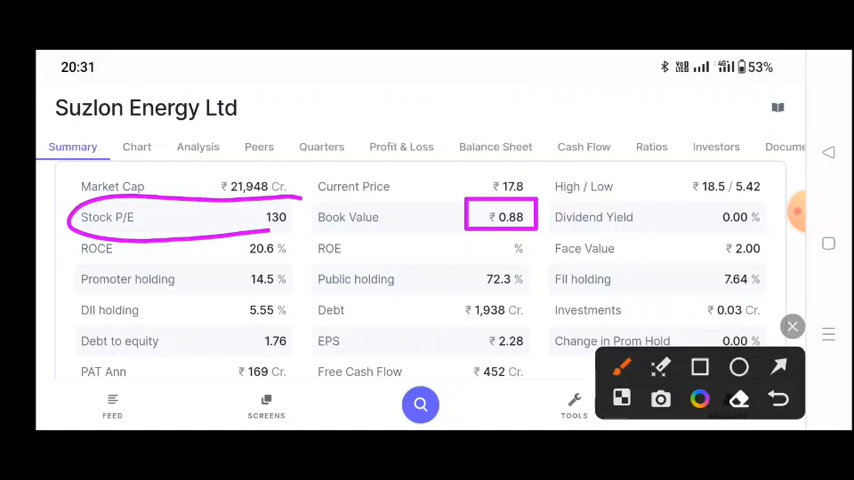 20:31 53%
Suzlon Energy Ltd
Summary Chart Analysis Peers Quarters Profit & Loss Balance Sheet Cash Flow Ratios Investors Docume
Market Cap ₹ 21,948 Cr. Current Price ₹ 17.8 High / Low ₹ 18.5 / 5.42
Stock P/E 130 Book Value ₹ 0.88 Dividend Yield 0.00 %
ROCE 20.6 % ROE % Face Value ₹ 2.00
Promoter holding 14.5 % Public holding 72.3 % FII holding 7.64 %
DII holding 5.55 % Debt ₹ 1,938 Cr. Investments ₹ 0.03 Cr.
Debt to equity 1.76 EPS ₹ 2.28 Change in Prom Hold 0.00 %
PAT Ann ₹ 169 Cr. Free Cash Flow ₹ 452 Cr.
FEED SCREENS TOOLS